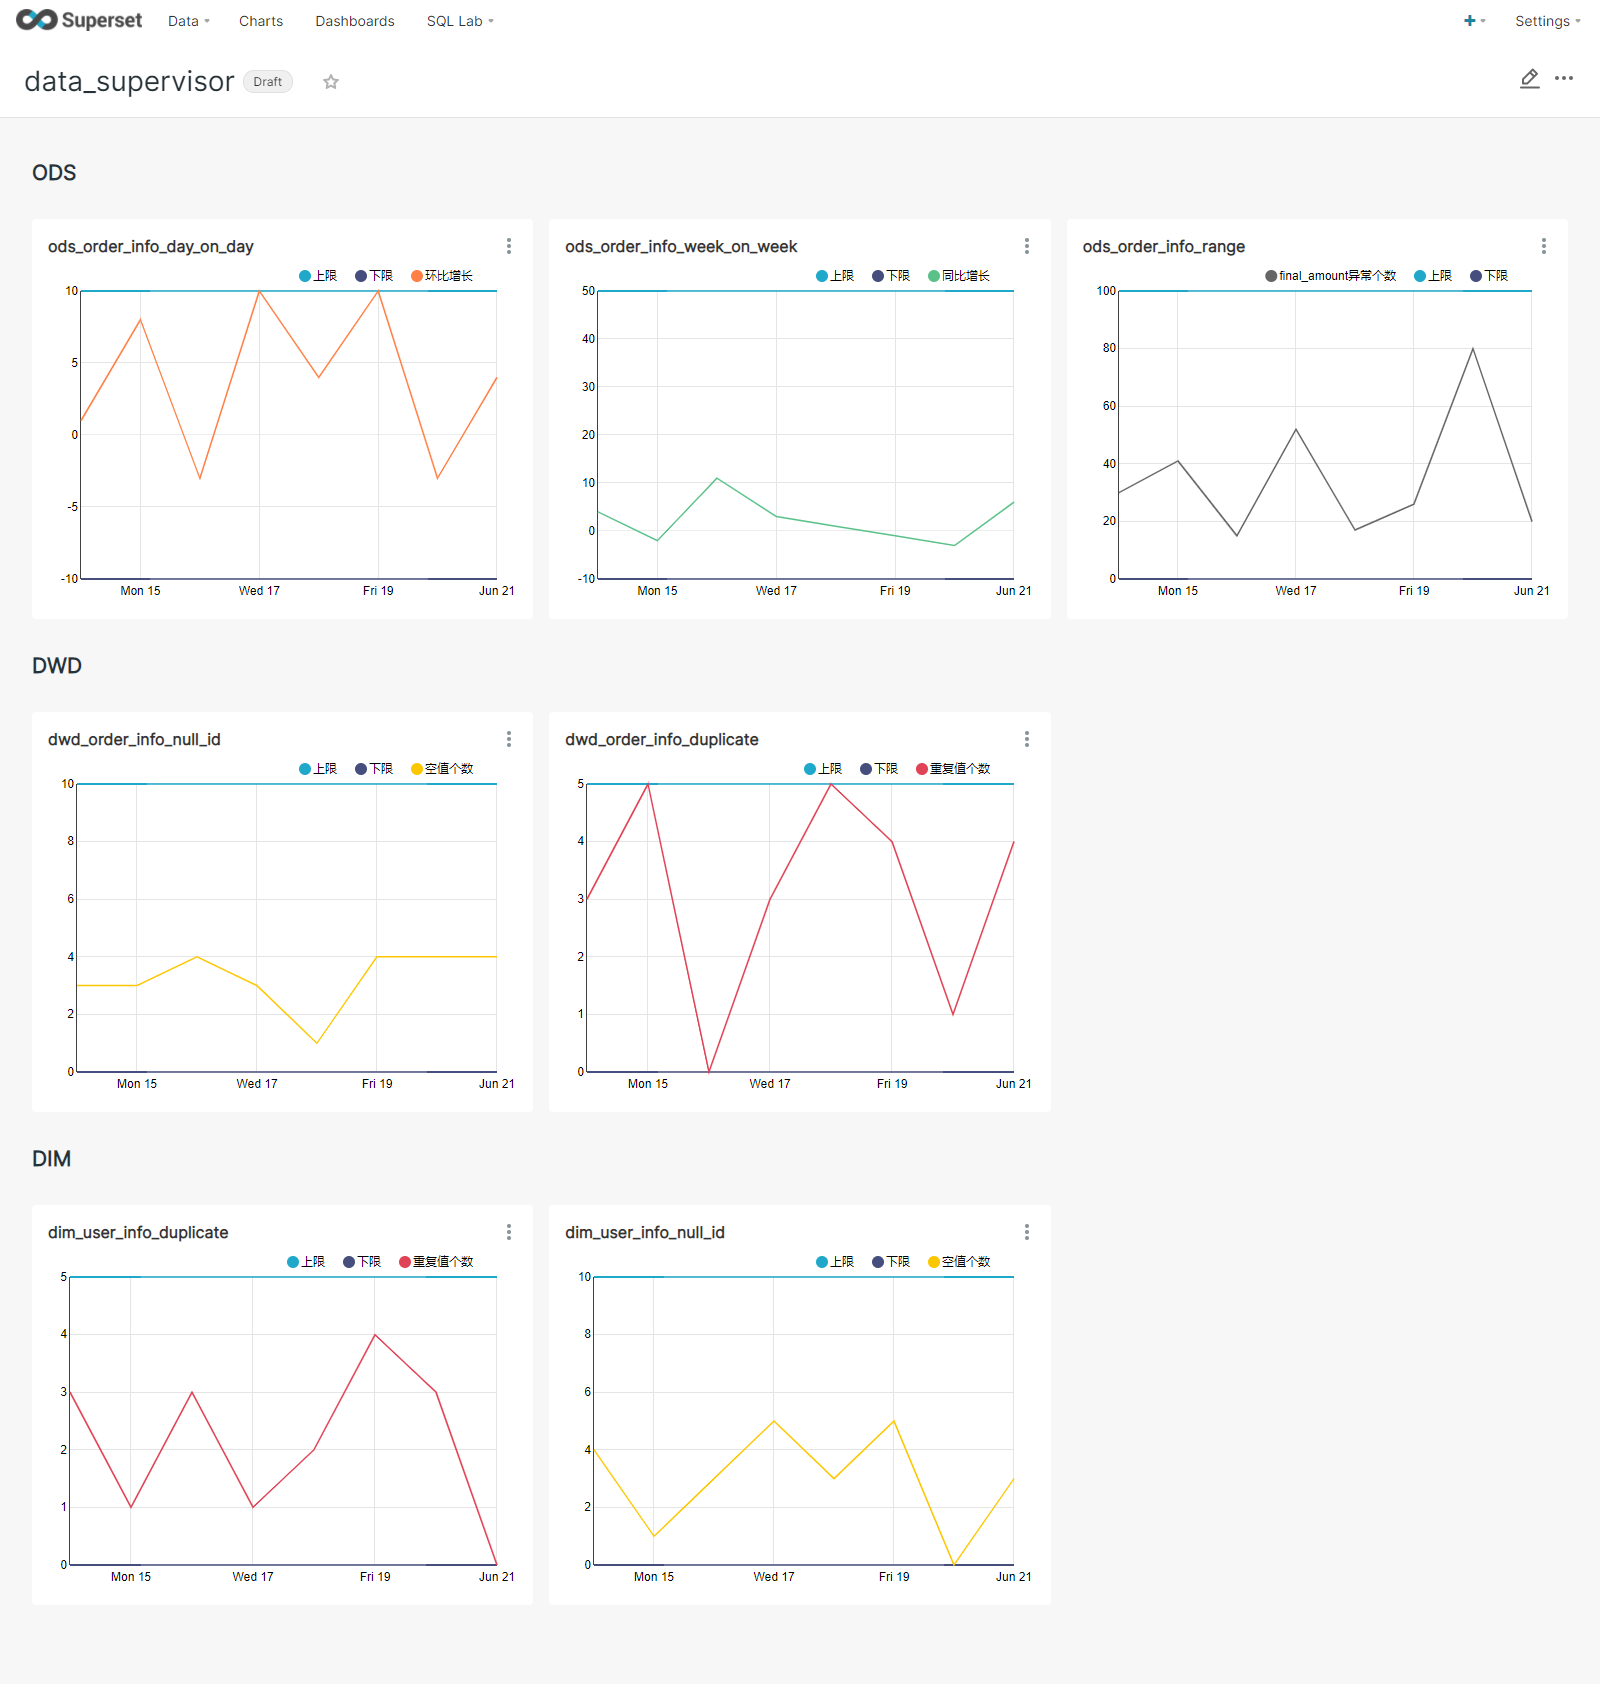 Superset Data Charts Dashboards SQL Lab + Settings
data_supervisor Draft
ODS
ods_order_info_day_on_day
上限 下限 环比增长
10
5
0
-5
-10
Mon 15 Wed 17 Fri 19 Jun 21
ods_order_info_week_on_week
上限 下限 同比增长
50
40
30
20
10
0
-10
Mon 15 Wed 17 Fri 19 Jun 21
ods_order_info_range
final_amount异常个数 上限 下限
100
80
60
40
20
0
Mon 15 Wed 17 Fri 19 Jun 21
DWD
dwd_order_info_null_id
上限 下限 空值个数
10
8
6
4
2
0
Mon 15 Wed 17 Fri 19 Jun 21
dwd_order_info_duplicate
上限 下限 重复值个数
5
4
3
2
1
0
Mon 15 Wed 17 Fri 19 Jun 21
DIM
dim_user_info_duplicate
上限 下限 重复值个数
5
4
3
2
1
0
Mon 15 Wed 17 Fri 19 Jun 21
dim_user_info_null_id
上限 下限 空值个数
10
8
6
4
2
0
Mon 15 Wed 17 Fri 19 Jun 21